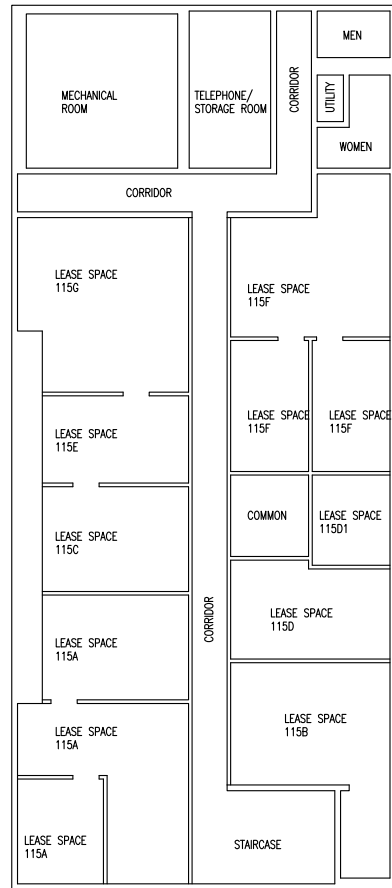 MEN
MECHANICAL
ROOM
TELEPHONE/
STORAGE ROOM
CORRIDOR
UTILITY
WOMEN
CORRIDOR
LEASE SPACE
115G
LEASE SPACE
115F
LEASE SPACE
115E
LEASE SPACE
115F
LEASE SPACE
115F
LEASE SPACE
115C
COMMON
LEASE SPACE
115D1
CORRIDOR
LEASE SPACE
115D
LEASE SPACE
115A
LEASE SPACE
115B
LEASE SPACE
115A
LEASE SPACE
115A
STAIRCASE